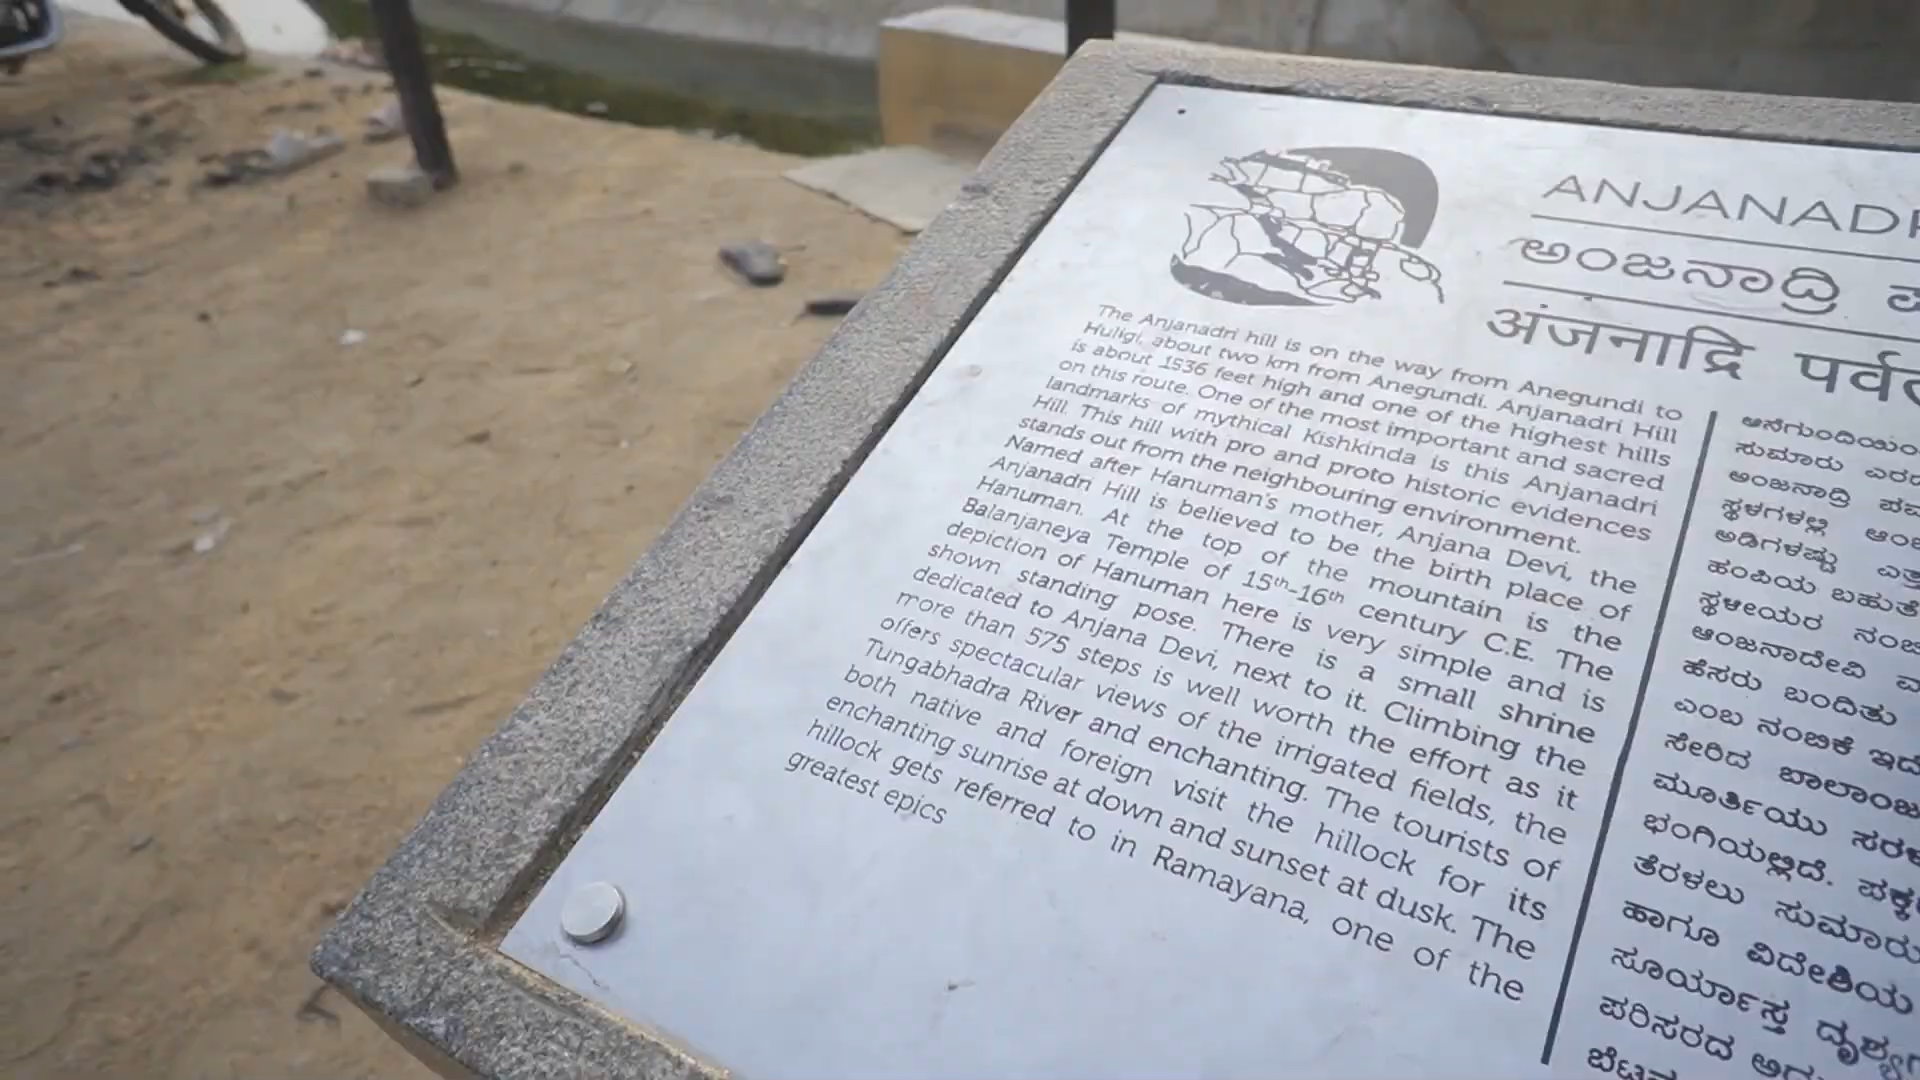 ಅಂಜನಾದ್ರಿ
अंजनाद्रि
The Anjanadri hill is on the way from Anegundi to
Huligi, about two km from Anegundi. Anjanadri Hill
is about 1536 feet high and one of the highest hills
on this route. One of the most important and sacred
landmarks of mythical Kishkinda is this Anjanadri
Hill. This hill with pro and proto historic evidences
stands out from the neighbouring environment.
Named after Hanuman's mother, Anjana Devi, the
Anjanadri Hill is believed to be the birth place of
Hanuman. At the top of the mountain is the
Balanjaneya Temple of 15th-16th century C.E. The
depiction of Hanuman here is very simple and is
shown standing pose. There is a small shrine
dedicated to Anjana Devi, next to it. Climbing the
more than 575 steps is well worth the effort as it
offers spectacular views of the irrigated fields, the
Tungabhadra River and enchanting. The tourists of
both native and foreign visit the hillock for its
enchanting sunrise at down and sunset at dusk. The
hillock gets referred to in Ramayana, one of the
greatest epics
ಸುಮಾರು
ಅಂಜನಾದ್ರಿ
ಸ್ಥಳಗಳಲ್ಲಿ
ಅಡಿಗಳಷ್ಟು
ಹಂಪಿಯ
ಸ್ಥಳೀಯರ
ಆಂಜನಾದೇವಿ
ಹೆಸರು ಬಂದಿತು
ಎಂಬ ನಂಬಿಕೆ
ಸೇರಿದ
ಮೂರ್ತಿಯು
ಭಂಗಿಯಲ್ಲಿದೆ.
ತೆರಳಲು
ಹಾಗೂ ವಿದೇಶಿಯ
ಸೂರ್ಯಾಸ್ತ
ಪರಿಸರದ